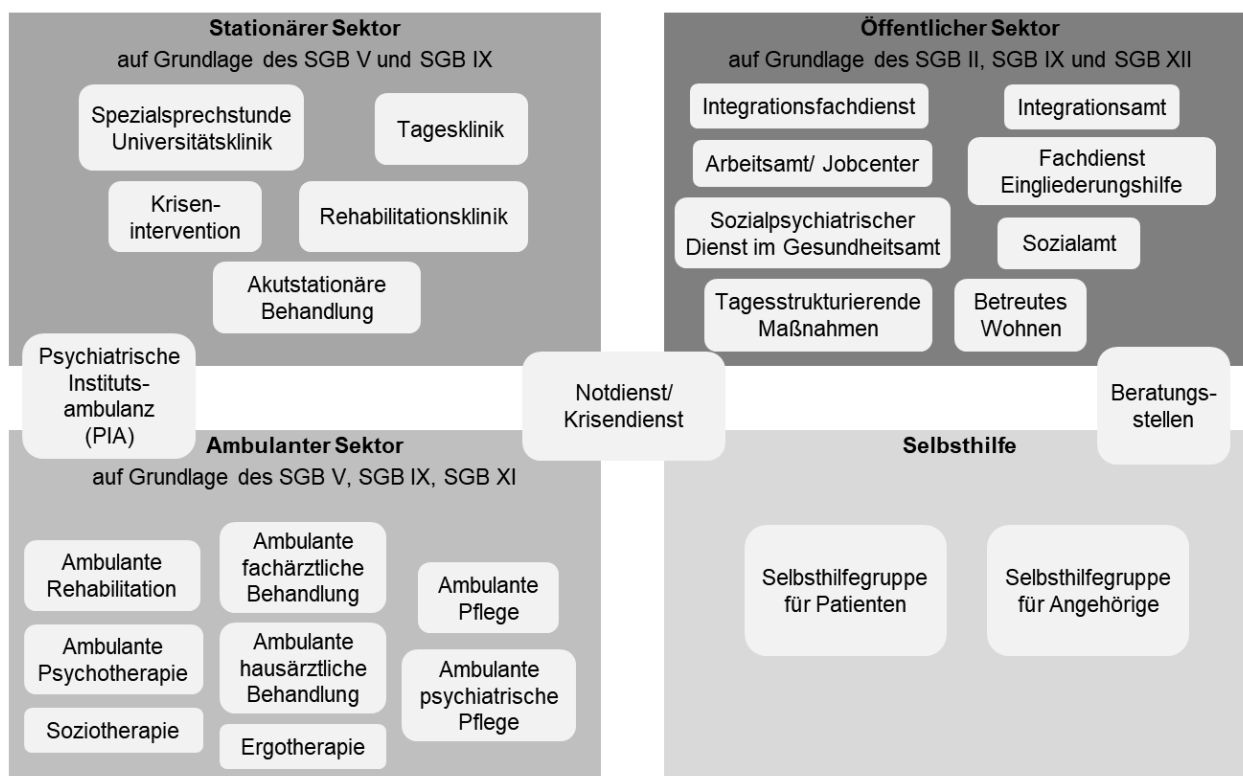 Stationärer Sektor
auf Grundlage des SGB V und SGB IX
Spezialsprechstunde
Universitätsklinik
Tagesklinik
Krisen-
intervention
Rehabilitationsklinik
Akutstationäre
Behandlung
Öffentlicher Sektor
auf Grundlage des SGB II, SGB IX und SGB XII
Integrationsfachdienst
Integrationsamt
Arbeitsamt/ Jobcenter
Fachdienst
Eingliederungshilfe
Sozialpsychiatrischer
Dienst im Gesundheitsamt
Sozialamt
Tagesstrukturierende
Maßnahmen
Betreutes
Wohnen
Psychiatrische
Instituts-
ambulanz
(PIA)
Notdienst/
Krisendienst
Beratungs-
stellen
Ambulanter Sektor
auf Grundlage des SGB V, SGB IX, SGB XI
Ambulante
Rehabilitation
Ambulante
fachärztliche
Behandlung
Ambulante
Pflege
Ambulante
Psychotherapie
Ambulante
hausärztliche
Behandlung
Ambulante
psychiatrische
Pflege
Soziotherapie
Ergotherapie
Selbsthilfe
Selbsthilfegruppe
für Patienten
Selbsthilfegruppe
für Angehörige